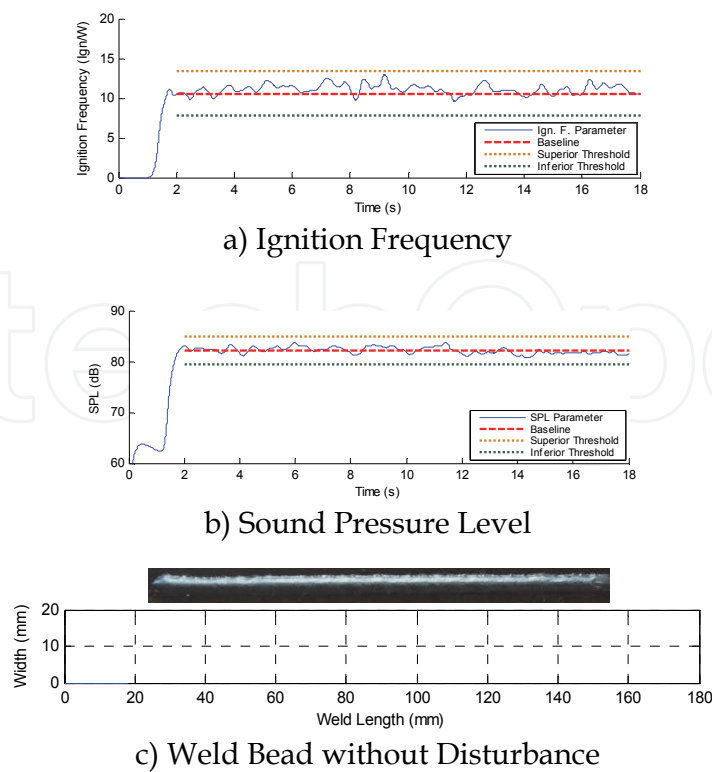 20
15
10
5
0
Ignition Frequency (Ign/W)
0 2 4 6 8 10 12 14 16 18
Time (s)
Ign. F. Parameter
Baseline
Superior Threshold
Inferior Threshold
a) Ignition Frequency
90
80
70
60
SPL (dB)
0 2 4 6 8 10 12 14 16 18
Time (s)
SPL Parameter
Baseline
Superior Threshold
Inferior Threshold
b) Sound Pressure Level
20
10
0
Width (mm)
0 20 40 60 80 100 120 140 160 180
Weld Length (mm)
c) Weld Bead without Disturbance